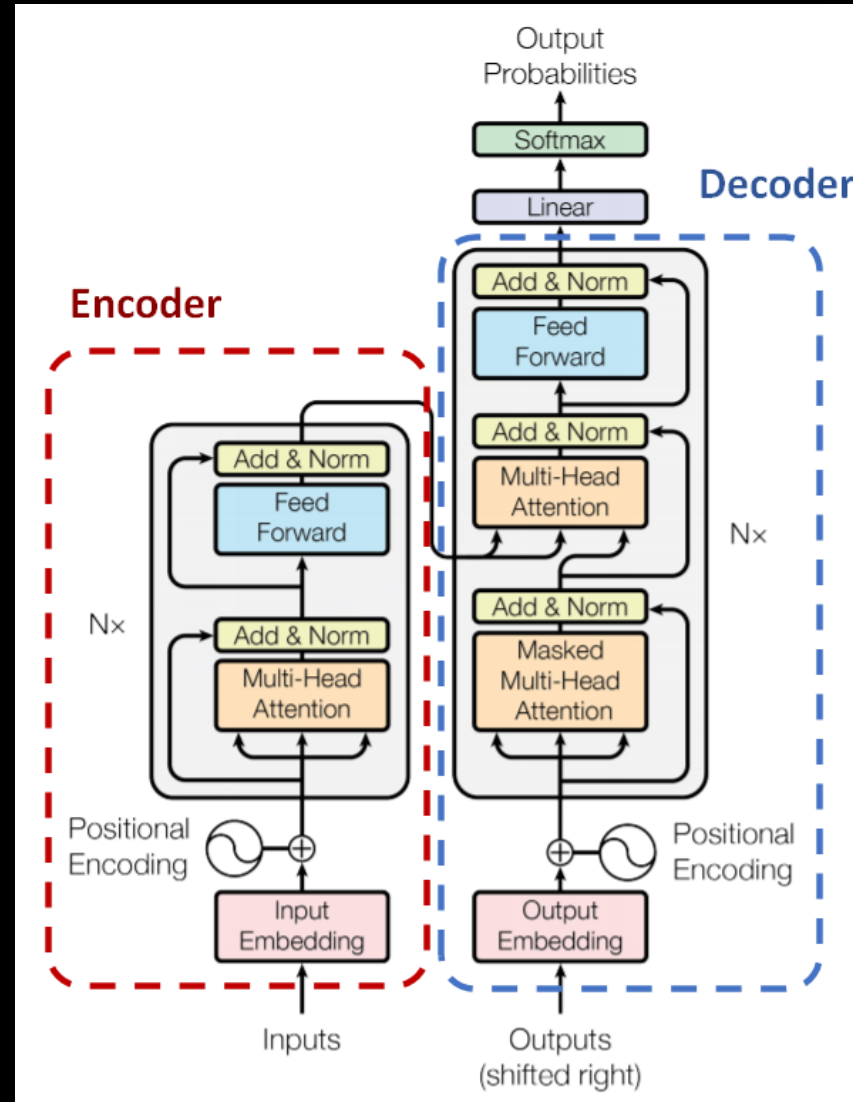 Output
Probabilities
Softmax
Linear
Decoder
Add & Norm
Feed
Forward
Add & Norm
Multi-Head
Attention
N×
Add & Norm
Masked
Multi-Head
Attention
Positional
Encoding
Output
Embedding
Outputs
(shifted right)
Encoder
Add & Norm
Feed
Forward
N×
Add & Norm
Multi-Head
Attention
Positional
Encoding
Input
Embedding
Inputs